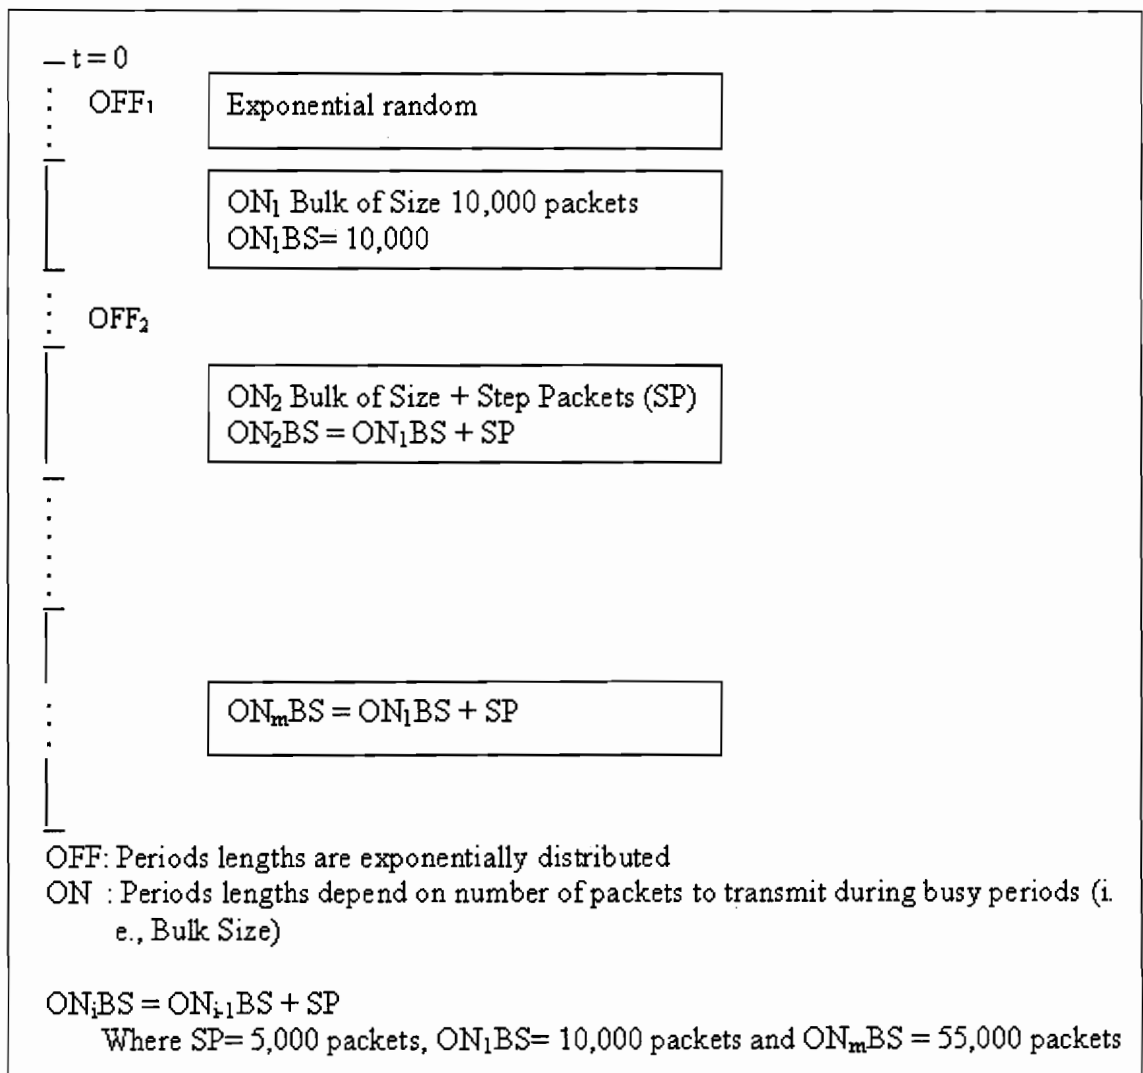 t = 0
OFF₁
Exponential random
ON₁ Bulk of Size 10,000 packets
ON₁BS= 10,000
OFF₂
ON₂ Bulk of Size + Step Packets (SP)
ON₂BS = ON₁BS + SP
ONₘBS = ON₁BS + SP
OFF: Periods lengths are exponentially distributed
ON : Periods lengths depend on number of packets to transmit during busy periods (i.
e., Bulk Size)
ONᵢBS = ONᵢ₋₁BS + SP
Where SP= 5,000 packets, ON₁BS= 10,000 packets and ONₘBS = 55,000 packets